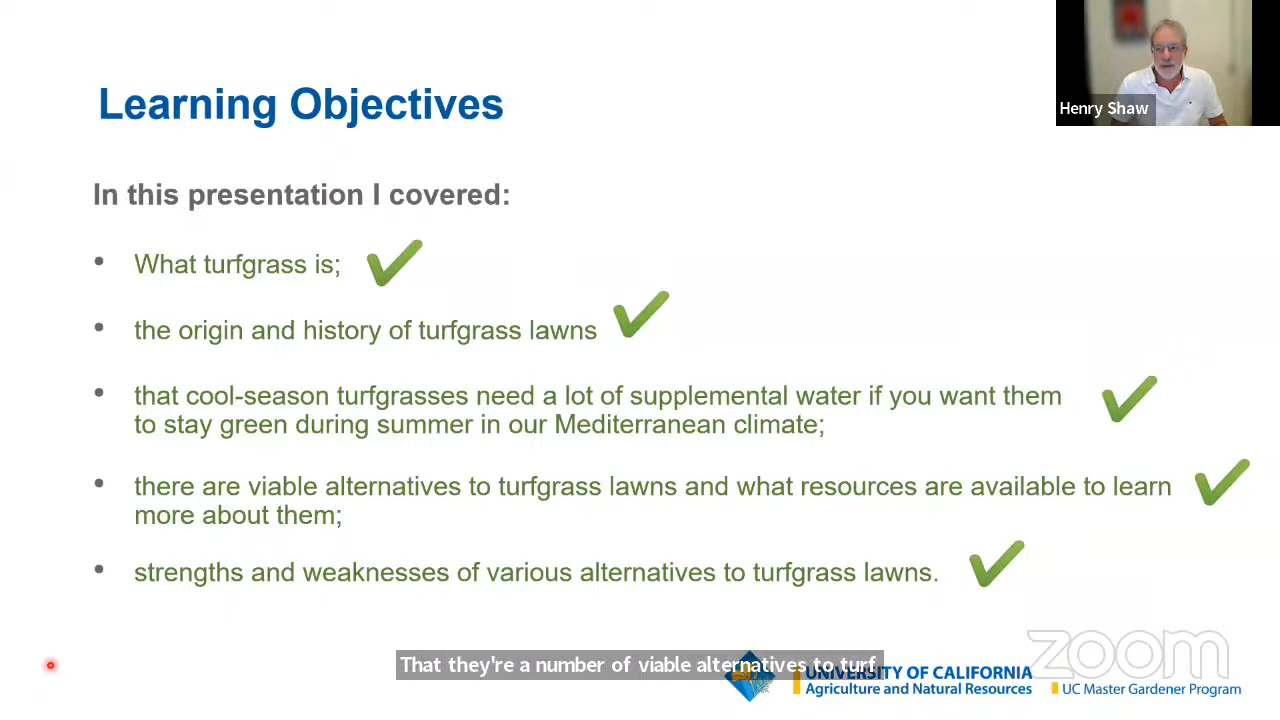 Learning Objectives
Henry Shaw
In this presentation I covered:
• What turfgrass is;
• the origin and history of turfgrass lawns
• that cool-season turfgrasses need a lot of supplemental water if you want them
to stay green during summer in our Mediterranean climate;
• there are viable alternatives to turfgrass lawns and what resources are available to learn
more about them;
• strengths and weaknesses of various alternatives to turfgrass lawns.
zoom
That they're a number of viable alternatives to turf
UNIVERSITY OF CALIFORNIA
Agriculture and Natural Resources
UC Master Gardener Program